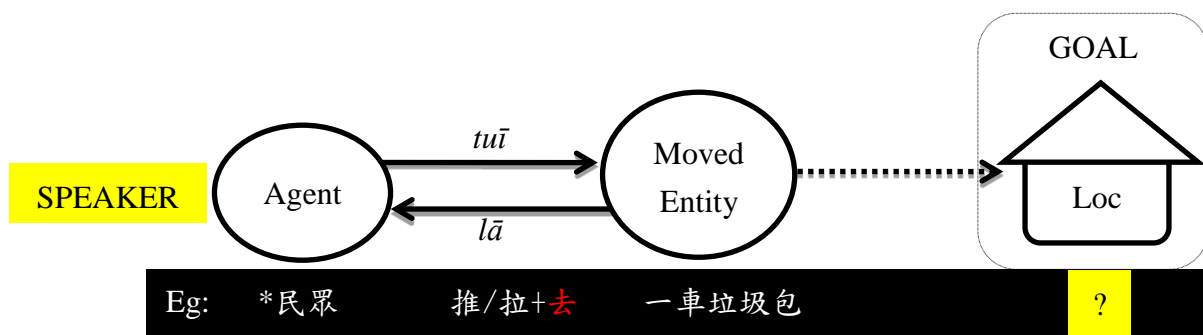 GOAL
tuī
SPEAKER
Agent
Moved
Entity
Loc
lā
Eg: *民眾 推/拉+去 一車垃圾包 ?